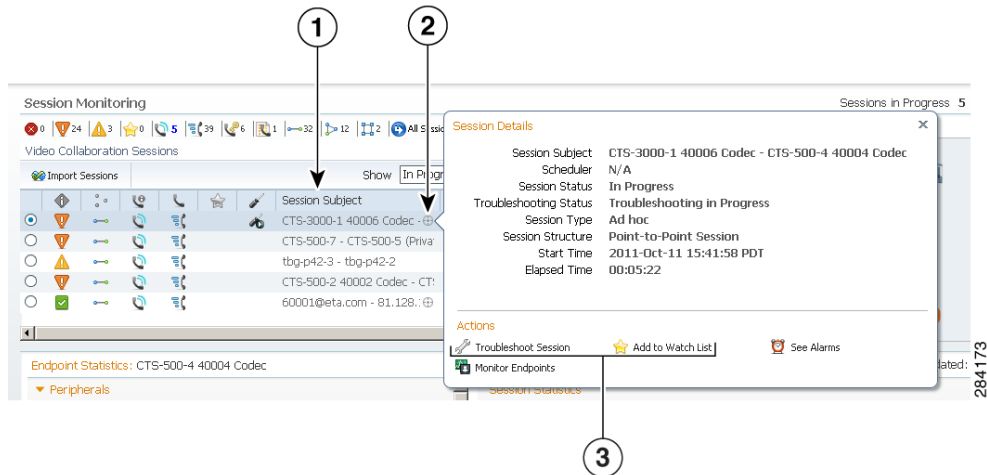 1
2
Session Monitoring
Sessions in Progress 5
0 24 3 0 5 39 6 1 32 12 2 All
Video Collaboration Sessions
Import Sessions
Show In Progr
Session Subject
CTS-3000-1 40006 Codec -
CTS-500-7 - CTS-500-5 (Priva
tbg-p42-3 - tbg-p42-2
CTS-500-2 40002 Codec - CT
60001@eta.com - 81.128.
Session Details
Session Subject CTS-3000-1 40006 Codec - CTS-500-4 40004 Codec
Scheduler N/A
Session Status In Progress
Troubleshooting Status Troubleshooting in Progress
Session Type Ad hoc
Session Structure Point-to-Point Session
Start Time 2011-Oct-11 15:41:58 PDT
Elapsed Time 00:05:22
Actions
Troubleshoot Session Add to Watch List See Alarms
Monitor Endpoints
Endpoint Statistics: CTS-500-4 40004 Codec
dated:
Peripherals
Session Statistics
284173
3